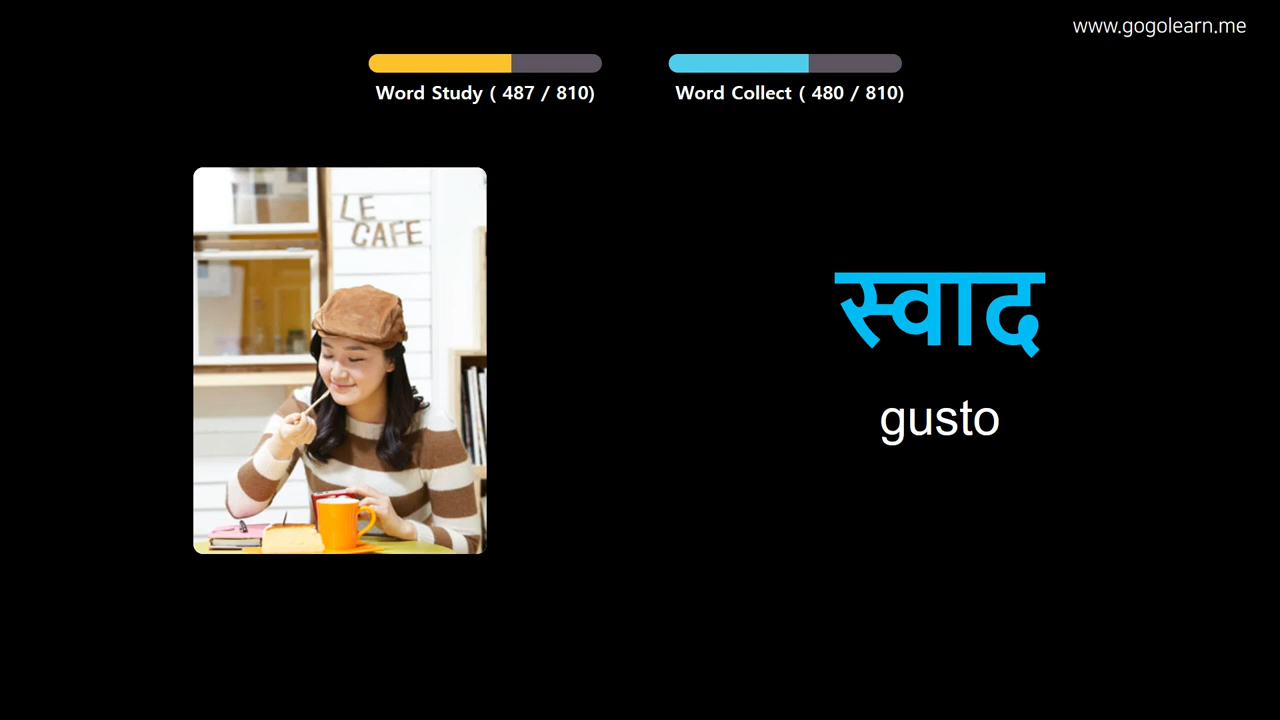 www.gogolearn.me
Word Study ( 487 / 810)
Word Collect ( 480 / 810)
LE
CAFE
स्वाद
gusto